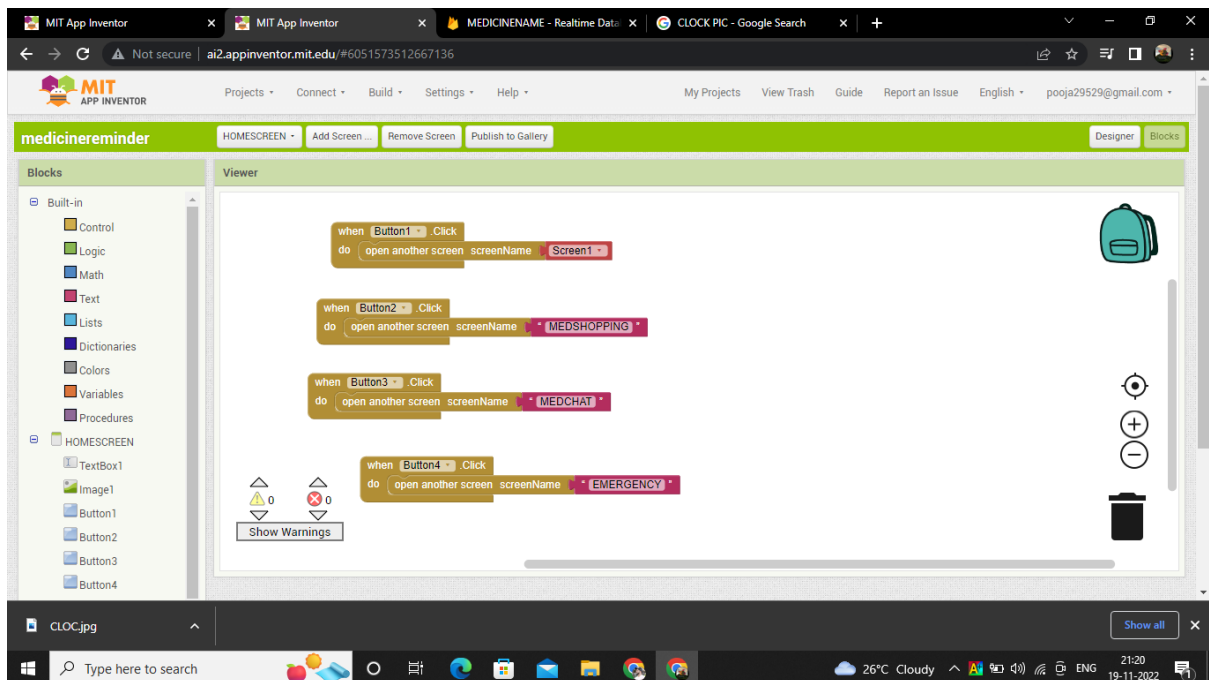 MIT App Inventor
MIT App Inventor
MEDICINENAME - Realtime Data
CLOCK PIC - Google Search
Not secure | ai2.appinventor.mit.edu/#6051573512667136
MIT
APP INVENTOR
Projects
Connect
Build
Settings
Help
My Projects
View Trash
Guide
Report an Issue
English
pooja29529@gmail.com
medicinereminder
HOMESCREEN
Add Screen ...
Remove Screen
Publish to Gallery
Designer
Blocks
Blocks
Viewer
Built-in
Control
Logic
Math
Text
Lists
Dictionaries
Colors
Variables
Procedures
HOMESCREEN
TextBox1
Image1
Button1
Button2
Button3
Button4
when Button1 .Click
do open another screen screenName Screen1
when Button2 .Click
do open another screen screenName " MEDSHOPPING "
when Button3 .Click
do open another screen screenName " MEDCHAT "
when Button4 .Click
do open another screen screenName " EMERGENCY "
0
0
Show Warnings
CLOC.jpg
Show all
Type here to search
26°C Cloudy
ENG
21:20
19-11-2022